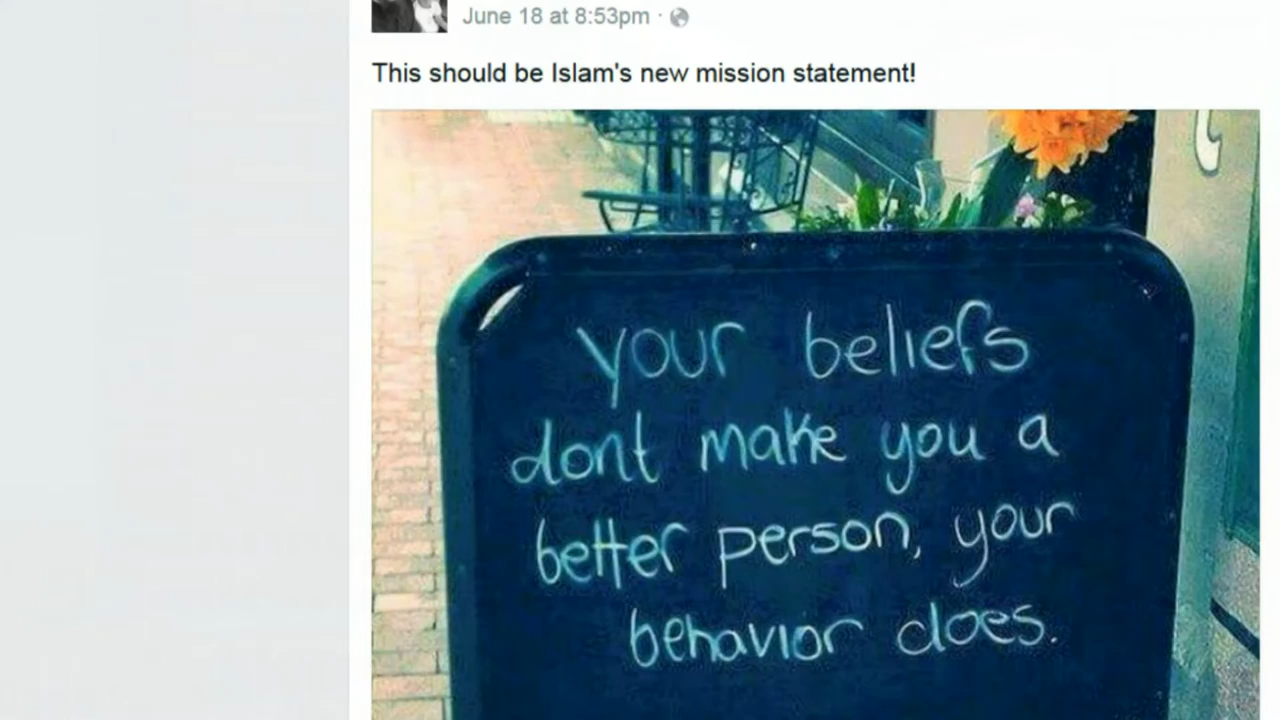 June 18 at 8:53pm ·
This should be Islam's new mission statement!
your beliefs
dont make you a
better person, your
behavior does.